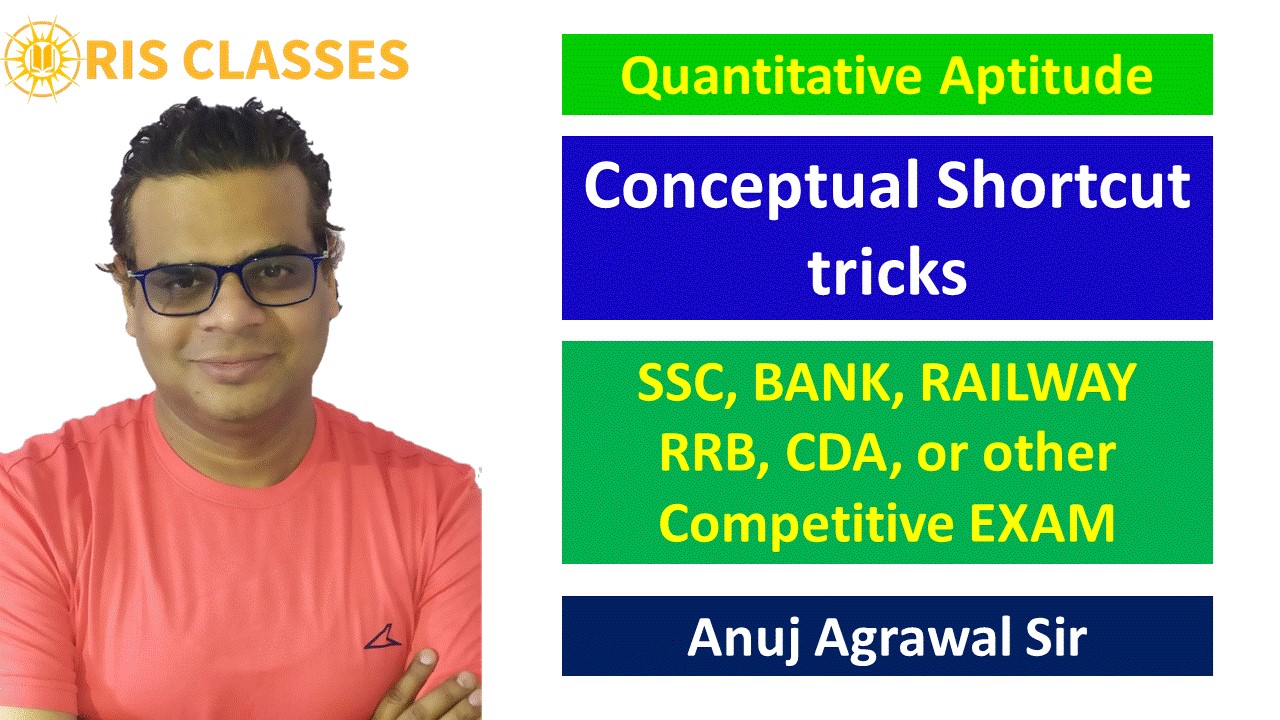 RIS CLASSES
Quantitative Aptitude
Conceptual Shortcut
tricks
SSC, BANK, RAILWAY
RRB, CDA, or other
Competitive EXAM
Anuj Agrawal Sir